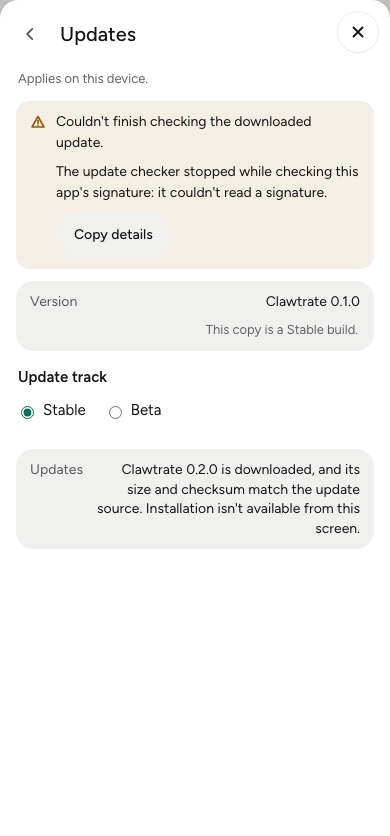 Updates
Applies on this device.
Couldn't finish checking the downloaded
update.
The update checker stopped while checking this
app's signature: it couldn't read a signature.
Copy details
Version
Clawtrate 0.1.0
This copy is a Stable build.
Update track
Stable
Beta
Updates
Clawtrate 0.2.0 is downloaded, and its
size and checksum match the update
source. Installation isn't available from this
screen.